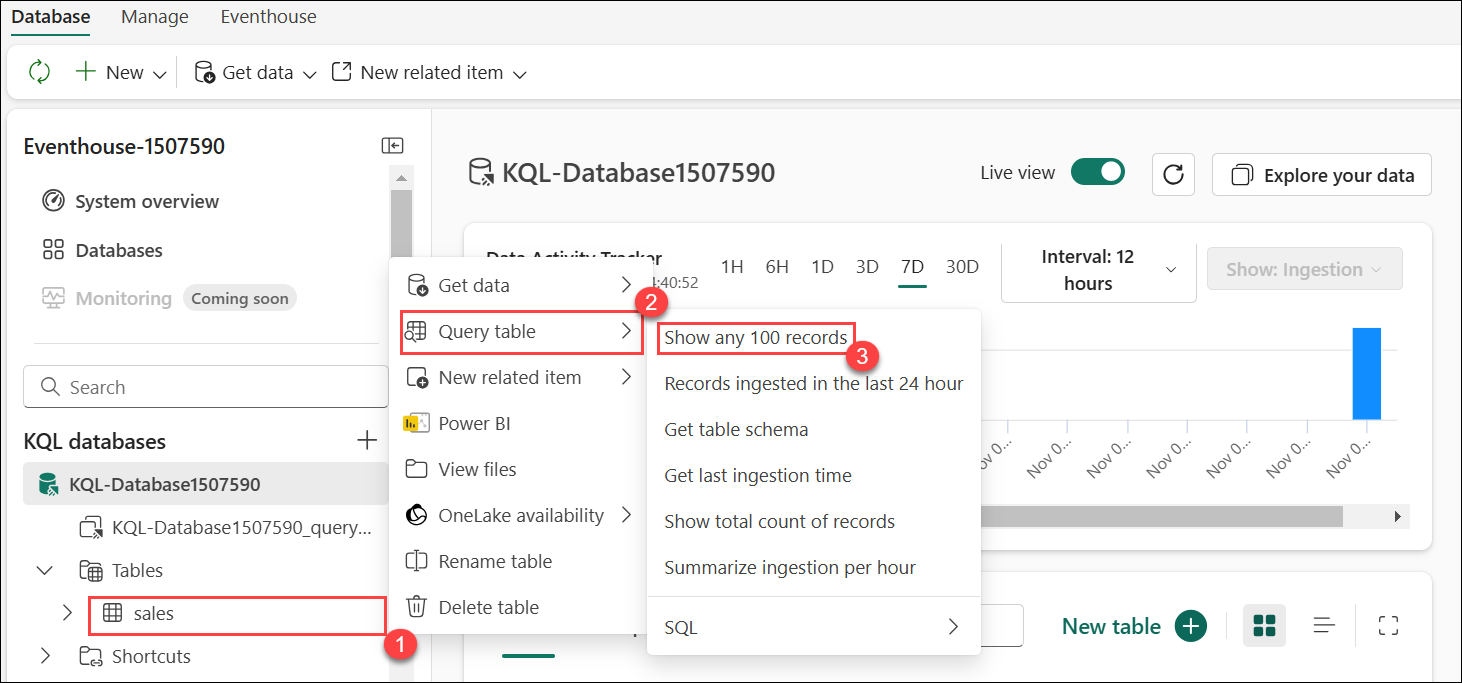 Database Manage Eventhouse
New Get data New related item
Eventhouse-1507590
System overview
Databases
Monitoring Coming soon
Search
KQL databases
KQL-Database1507590
KQL-Database1507590_query...
Tables
sales
1
Shortcuts
KQL-Database1507590
Live view
Explore your data
Data Activity Tracker
:40:52
1H 6H 1D 3D 7D 30D
Interval: 12
hours
Show: Ingestion
Get data
2
Query table
New related item
Power BI
View files
OneLake availability
Rename table
Delete table
Show any 100 records
3
Records ingested in the last 24 hour
Get table schema
Get last ingestion time
Show total count of records
Summarize ingestion per hour
SQL
Nov 0... Nov 0... Nov 0... Nov 0... Nov 0... Nov 0...
New table